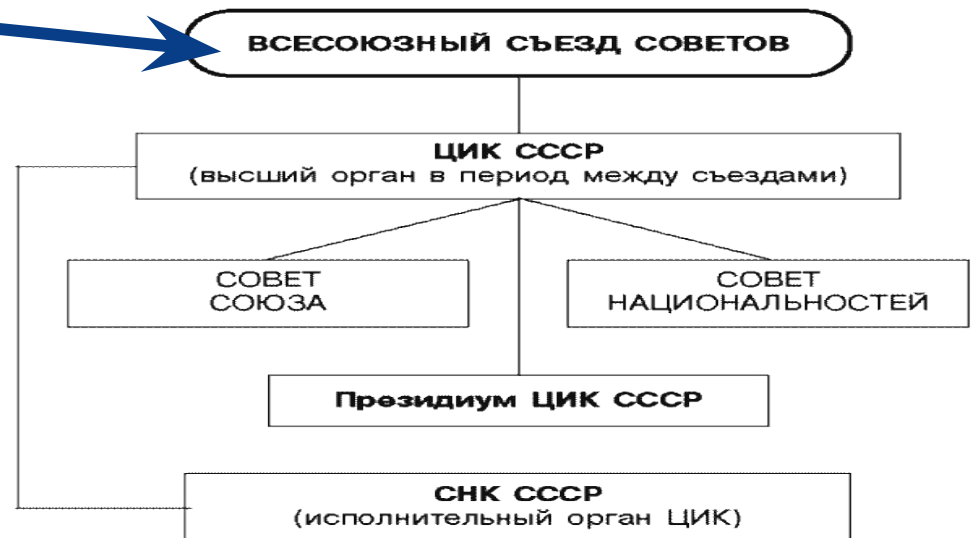 ВСЕСОЮЗНЫЙ СЪЕЗД СОВЕТОВ
ЦИК СССР
(высший орган в период между съездами)
СОВЕТ
СОЮЗА
СОВЕТ
НАЦИОНАЛЬНОСТЕЙ
Президиум ЦИК СССР
СНК СССР
(исполнительный орган ЦИК)